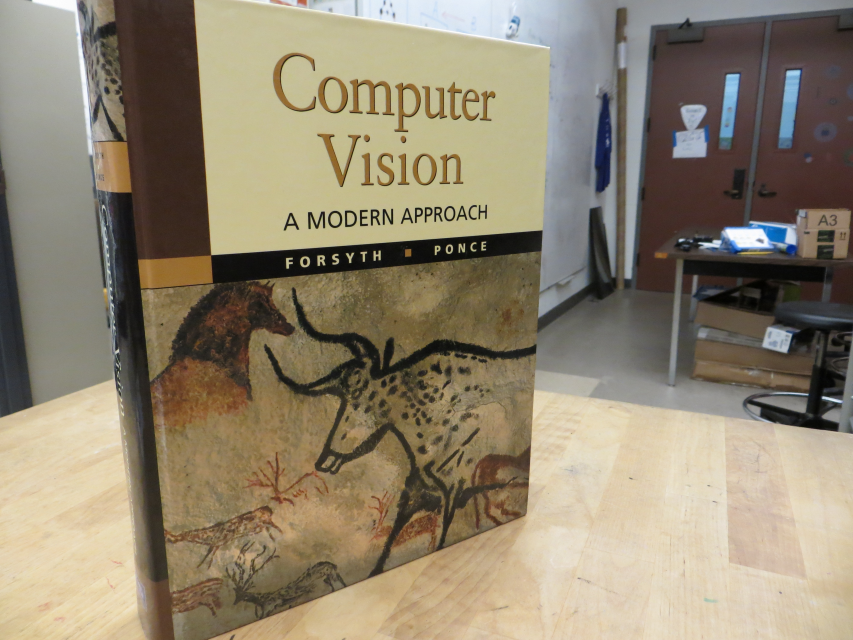 Computer
Vision
A MODERN APPROACH
FORSYTH ▪ PONCE
A3